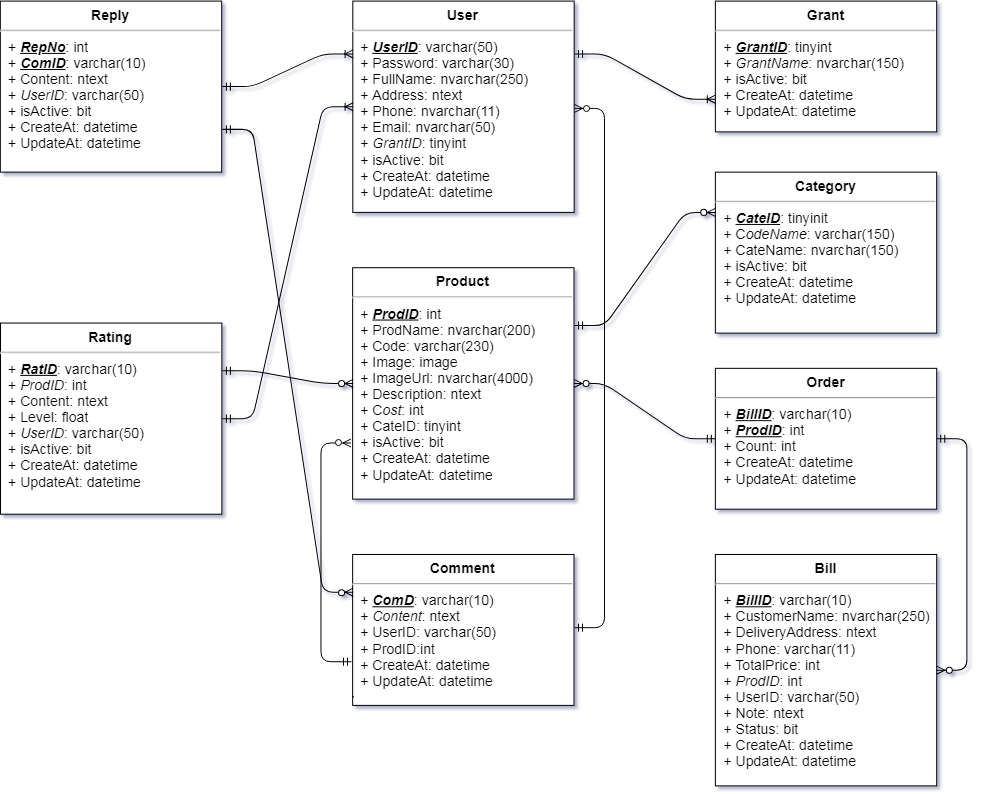 Reply
+ RepNo: int
+ ComID: varchar(10)
+ Content: ntext
+ UserID: varchar(50)
+ isActive: bit
+ CreateAt: datetime
+ UpdateAt: datetime
User
+ UserID: varchar(50)
+ Password: varchar(30)
+ FullName: nvarchar(250)
+ Address: ntext
+ Phone: nvarchar(11)
+ Email: nvarchar(50)
+ GrantID: tinyint
+ isActive: bit
+ CreateAt: datetime
+ UpdateAt: datetime
Grant
+ GrantID: tinyint
+ GrantName: nvarchar(150)
+ isActive: bit
+ CreateAt: datetime
+ UpdateAt: datetime
Category
+ CateID: tinyinit
+ CodeName: varchar(150)
+ CateName: nvarchar(150)
+ isActive: bit
+ CreateAt: datetime
+ UpdateAt: datetime
Rating
+ RatID: varchar(10)
+ ProdID: int
+ Content: ntext
+ Level: float
+ UserID: varchar(50)
+ isActive: bit
+ CreateAt: datetime
+ UpdateAt: datetime
Product
+ ProdID: int
+ ProdName: nvarchar(200)
+ Code: varchar(230)
+ Image: image
+ ImageUrl: nvarchar(4000)
+ Description: ntext
+ Cost: int
+ CateID: tinyint
+ isActive: bit
+ CreateAt: datetime
+ UpdateAt: datetime
Order
+ BillID: varchar(10)
+ ProdID: int
+ Count: int
+ CreateAt: datetime
+ UpdateAt: datetime
Comment
+ ComD: varchar(10)
+ Content: ntext
+ UserID: varchar(50)
+ ProdID:int
+ CreateAt: datetime
+ UpdateAt: datetime
Bill
+ BillID: varchar(10)
+ CustomerName: nvarchar(250)
+ DeliveryAddress: ntext
+ Phone: varchar(11)
+ TotalPrice: int
+ ProdID: int
+ UserID: varchar(50)
+ Note: ntext
+ Status: bit
+ CreateAt: datetime
+ UpdateAt: datetime